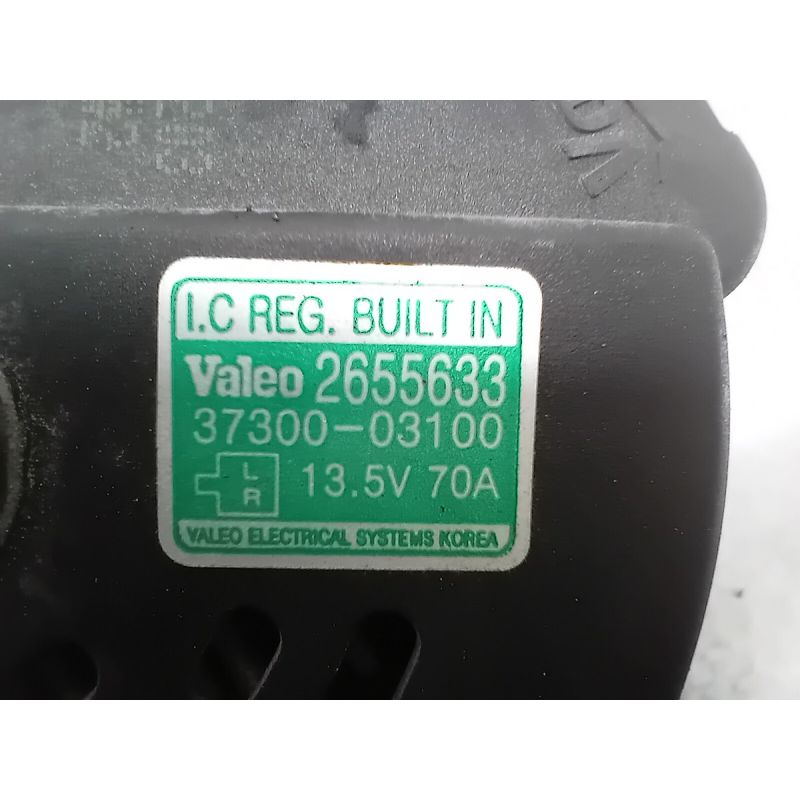 I.C REG. BUILT IN
Valeo 2655633
37300-03100
L
R
13.5V 70A
VALEO ELECTRICAL SYSTEMS KOREA